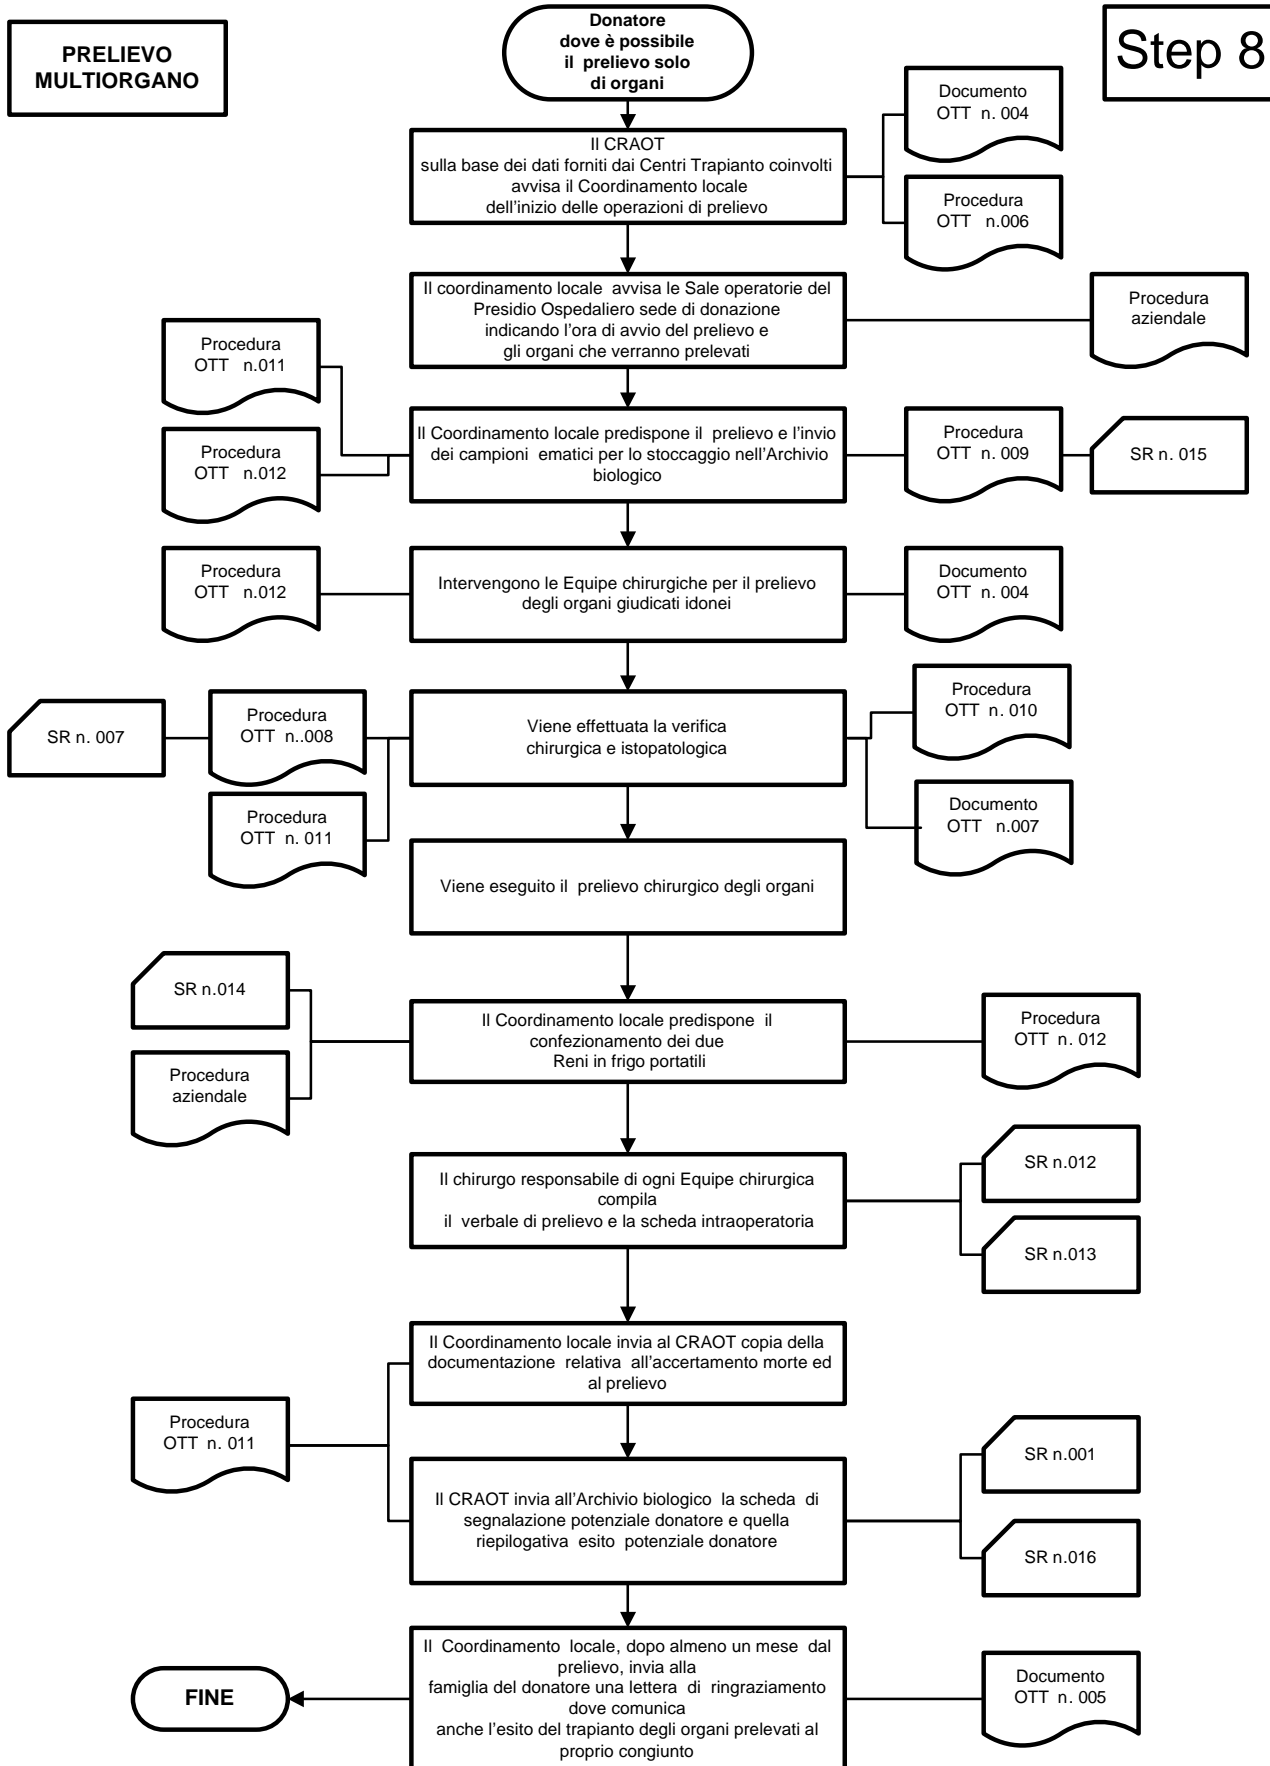 PRELIEVO
MULTIORGANO
Donatore
dove è possibile
il prelievo solo
di organi
Step 8
Il CRAOT
sulla base dei dati forniti dai Centri Trapianto coinvolti
avvisa il Coordinamento locale
dell'inizio delle operazioni di prelievo
Documento
OTT n. 004
Procedura
OTT n.006
Il coordinamento locale avvisa le Sale operatorie del
Presidio Ospedaliero sede di donazione
indicando l'ora di avvio del prelievo e
gli organi che verranno prelevati
Procedura
aziendale
Procedura
OTT n.011
Procedura
OTT n.012
Il Coordinamento locale predispone il prelievo e l'invio
dei campioni ematici per lo stoccaggio nell'Archivio
biologico
Procedura
OTT n. 009
SR n. 015
Procedura
OTT n.012
Intervengono le Equipe chirurgiche per il prelievo
degli organi giudicati idonei
Documento
OTT n. 004
SR n. 007
Procedura
OTT n..008
Procedura
OTT n. 011
Viene effettuata la verifica
chirurgica e istopatologica
Procedura
OTT n. 010
Documento
OTT n.007
Viene eseguito il prelievo chirurgico degli organi
SR n.014
Procedura
aziendale
Il Coordinamento locale predispone il
confezionamento dei due
Reni in frigo portatili
Procedura
OTT n. 012
Il chirurgo responsabile di ogni Equipe chirurgica
compila
il verbale di prelievo e la scheda intraoperatoria
SR n.012
SR n.013
Il Coordinamento locale invia al CRAOT copia della
documentazione relativa all'accertamento morte ed
al prelievo
Procedura
OTT n. 011
Il CRAOT invia all'Archivio biologico la scheda di
segnalazione potenziale donatore e quella
riepilogativa esito potenziale donatore
SR n.001
SR n.016
Il Coordinamento locale, dopo almeno un mese dal
prelievo, invia alla
famiglia del donatore una lettera di ringraziamento
dove comunica
anche l'esito del trapianto degli organi prelevati al
proprio congiunto
Documento
OTT n. 005
FINE